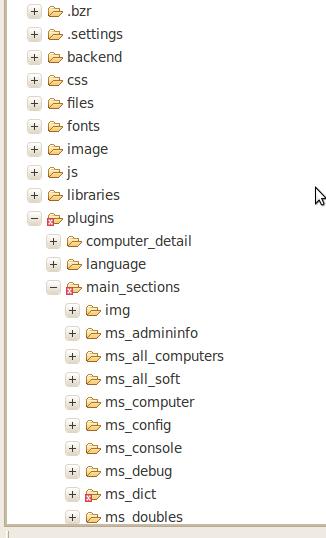 .bzr
.settings
backend
css
files
fonts
image
js
libraries
plugins
computer_detail
language
main_sections
img
ms_admininfo
ms_all_computers
ms_all_soft
ms_computer
ms_config
ms_console
ms_debug
ms_dict
ms_doubles